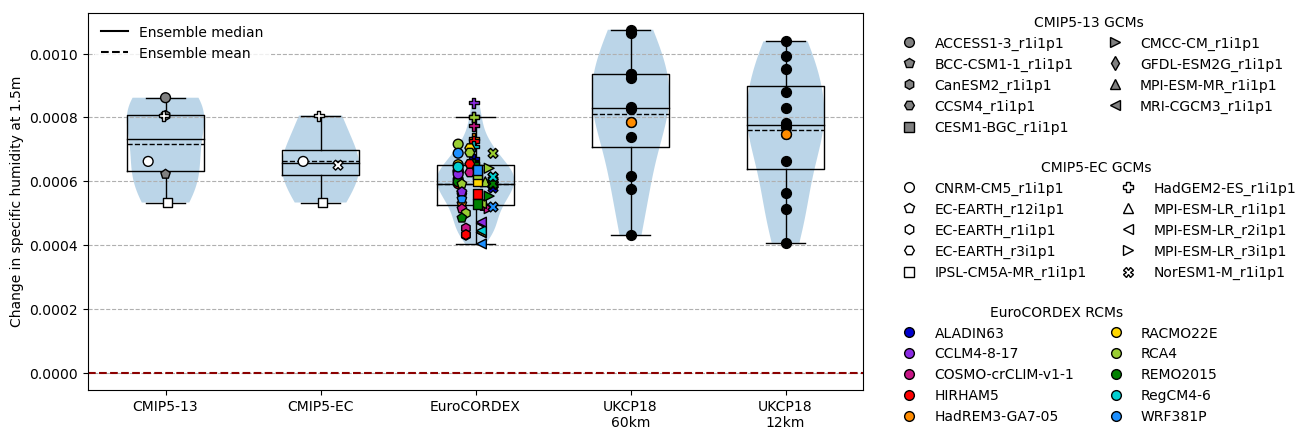 Change in specific humidity at 1.5m
0.0010
0.0008
0.0006
0.0004
0.0002
0.0000
Ensemble median
Ensemble mean
CMIP5-13
CMIP5-EC
EuroCORDEX
UKCP18
60km
UKCP18
12km
CMIP5-13 GCMs
ACCESS1-3_r1i1p1
BCC-CSM1-1_r1i1p1
CanESM2_r1i1p1
CCSM4_r1i1p1
CESM1-BGC_r1i1p1
CMCC-CM_r1i1p1
GFDL-ESM2G_r1i1p1
MPI-ESM-MR_r1i1p1
MRI-CGCM3_r1i1p1
CMIP5-EC GCMs
CNRM-CM5_r1i1p1
EC-EARTH_r12i1p1
EC-EARTH_r1i1p1
EC-EARTH_r3i1p1
IPSL-CM5A-MR_r1i1p1
HadGEM2-ES_r1i1p1
MPI-ESM-LR_r1i1p1
MPI-ESM-LR_r2i1p1
MPI-ESM-LR_r3i1p1
NorESM1-M_r1i1p1
EuroCORDEX RCMs
ALADIN63
CCLM4-8-17
COSMO-crCLIM-v1-1
HIRHAM5
HadREM3-GA7-05
RACMO22E
RCA4
REMO2015
RegCM4-6
WRF381P